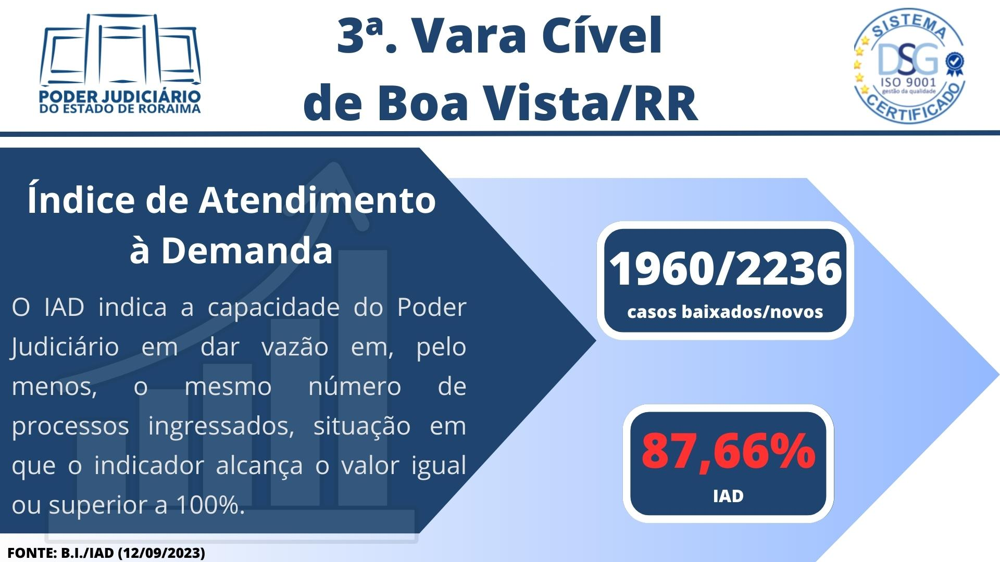 PODER JUDICIÁRIO
DO ESTADO DE RORAIMA
3ª. Vara Cível
de Boa Vista/RR
SISTEMA
DSG
ISO 9001
gestão da qualidade
CERTIFICADO
Índice de Atendimento
à Demanda
O IAD indica a capacidade do Poder
Judiciário em dar vazão em, pelo
menos, o mesmo número de
processos ingressados, situação em
que o indicador alcança o valor igual
ou superior a 100%.
1960/2236
casos baixados/novos
87,66%
IAD
FONTE: B.I./IAD (12/09/2023)